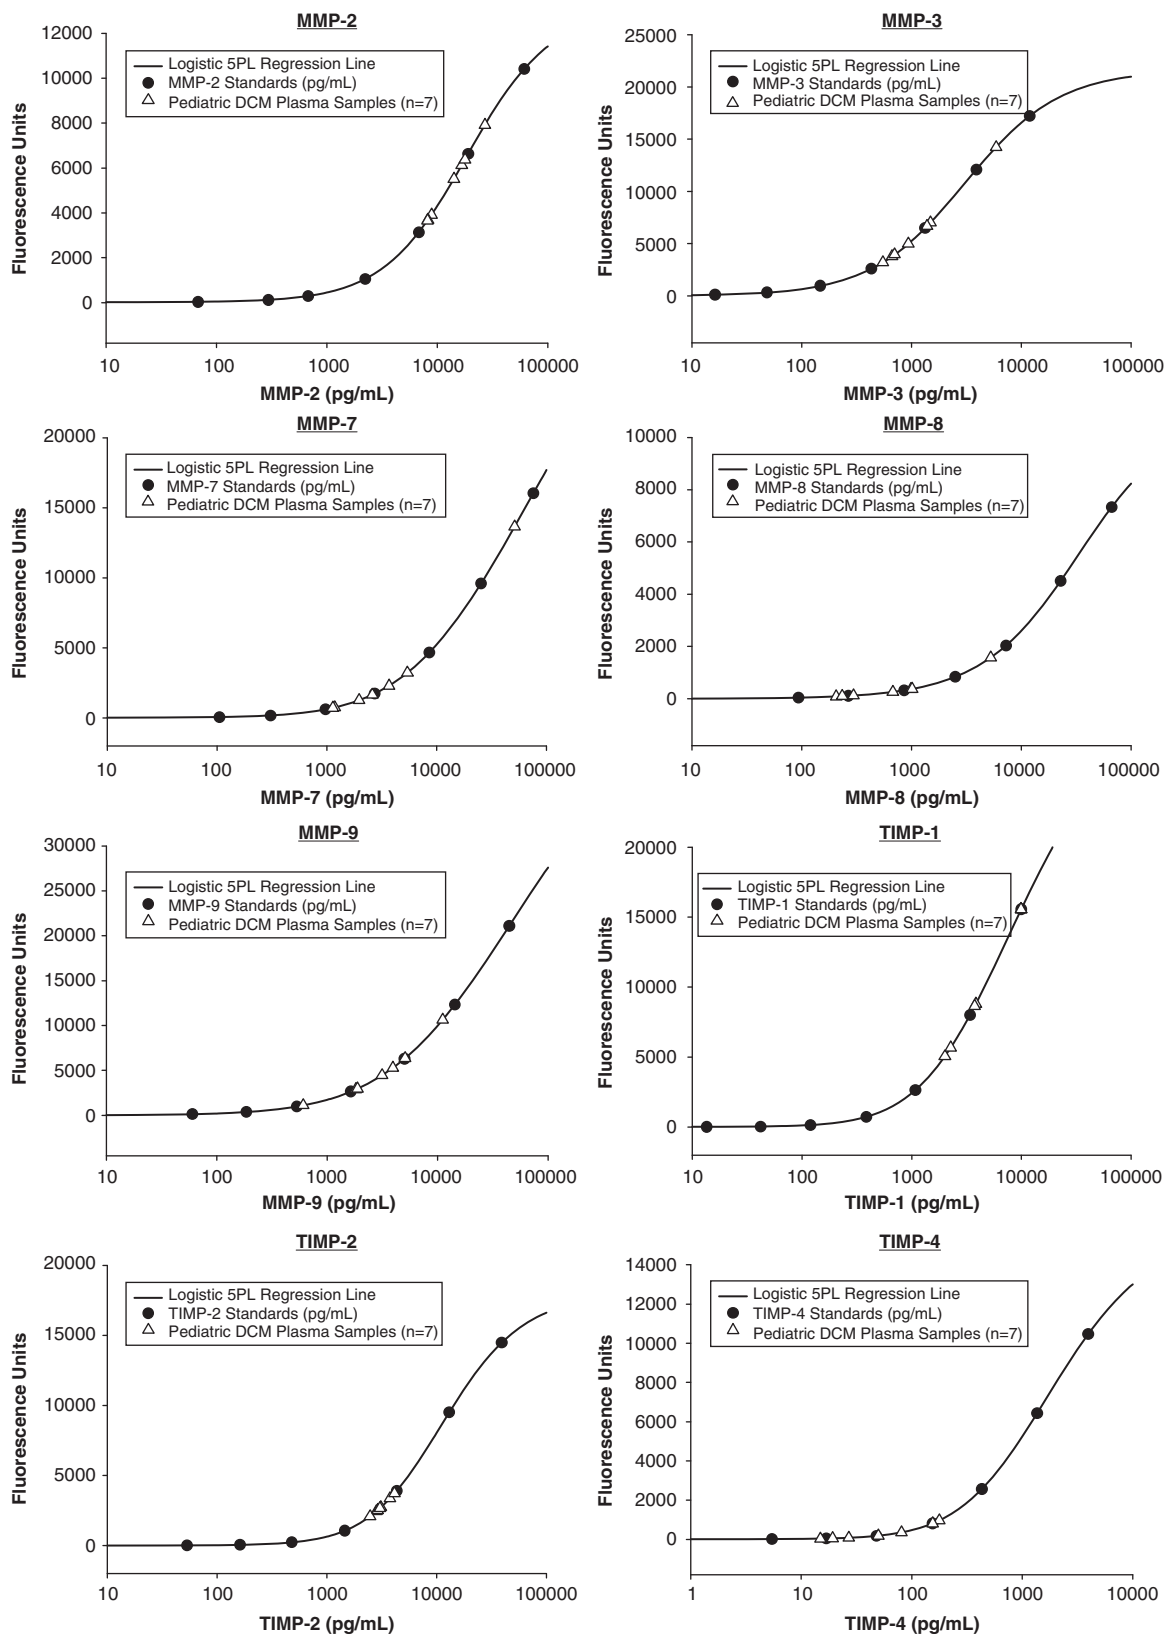 MMP-2
12000
10000
8000
6000
4000
2000
0
Fluorescence Units
Logistic 5PL Regression Line
MMP-2 Standards (pg/mL)
Pediatric DCM Plasma Samples (n=7)
10 100 1000 10000 100000
MMP-2 (pg/mL)
MMP-3
25000
20000
15000
10000
5000
0
Fluorescence Units
Logistic 5PL Regression Line
MMP-3 Standards (pg/mL)
Pediatric DCM Plasma Samples (n=7)
10 100 1000 10000 100000
MMP-3 (pg/mL)
MMP-7
20000
15000
10000
5000
0
Fluorescence Units
Logistic 5PL Regression Line
MMP-7 Standards (pg/mL)
Pediatric DCM Plasma Samples (n=7)
10 100 1000 10000 100000
MMP-7 (pg/mL)
MMP-8
10000
8000
6000
4000
2000
0
Fluorescence Units
Logistic 5PL Regression Line
MMP-8 Standards (pg/mL)
Pediatric DCM Plasma Samples (n=7)
10 100 1000 10000 100000
MMP-8 (pg/mL)
MMP-9
30000
25000
20000
15000
10000
5000
0
Fluorescence Units
Logistic 5PL Regression Line
MMP-9 Standards (pg/mL)
Pediatric DCM Plasma Samples (n=7)
10 100 1000 10000 100000
MMP-9 (pg/mL)
TIMP-1
20000
15000
10000
5000
0
Fluorescence Units
Logistic 5PL Regression Line
TIMP-1 Standards (pg/mL)
Pediatric DCM Plasma Samples (n=7)
10 100 1000 10000 100000
TIMP-1 (pg/mL)
TIMP-2
20000
15000
10000
5000
0
Fluorescence Units
Logistic 5PL Regression Line
TIMP-2 Standards (pg/mL)
Pediatric DCM Plasma Samples (n=7)
10 100 1000 10000 100000
TIMP-2 (pg/mL)
TIMP-4
14000
12000
10000
8000
6000
4000
2000
0
Fluorescence Units
Logistic 5PL Regression Line
TIMP-4 Standards (pg/mL)
Pediatric DCM Plasma Samples (n=7)
1 10 100 1000 10000
TIMP-4 (pg/mL)